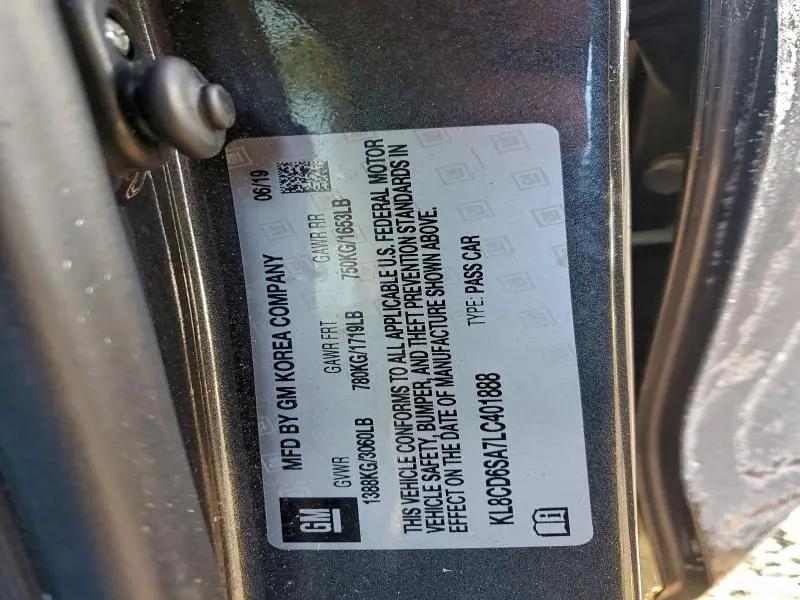 MFD BY GM KOREA COMPANY 06/19
GVWR GAWR FRT GAWR RR
1388KG/3060LB 780KG/1719LB 750KG/1653LB
THIS VEHICLE CONFORMS TO ALL APPLICABLE U.S. FEDERAL MOTOR
VEHICLE SAFETY, BUMPER, AND THEFT PREVENTION STANDARDS IN
EFFECT ON THE DATE OF MANUFACTURE SHOWN ABOVE.
KL8CD6SA7LC401888 TYPE: PASS CAR
GM